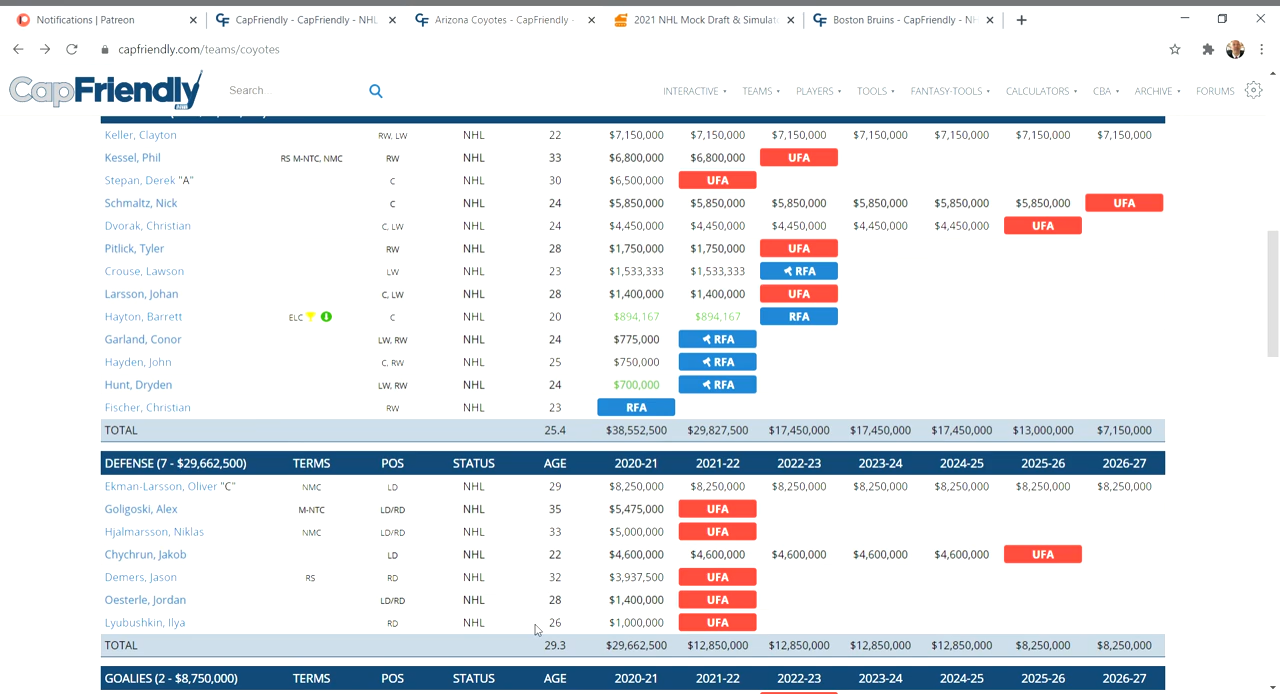 Notifications | Patreon
CapFriendly - CapFriendly - NHL
Arizona Coyotes - CapFriendly -
2021 NHL Mock Draft & Simulat
Boston Bruins - CapFriendly - NH
capfriendly.com/teams/coyotes
CapFriendly
Search...
INTERACTIVE TEAMS PLAYERS TOOLS FANTASY-TOOLS CALCULATORS CBA ARCHIVE FORUMS
Keller, Clayton RW, LW NHL 22 $7,150,000 $7,150,000 $7,150,000 $7,150,000 $7,150,000 $7,150,000 $7,150,000
Kessel, Phil RS M-NTC, NMC RW NHL 33 $6,800,000 $6,800,000 UFA
Stepan, Derek "A" C NHL 30 $6,500,000 UFA
Schmaltz, Nick C NHL 24 $5,850,000 $5,850,000 $5,850,000 $5,850,000 $5,850,000 $5,850,000 UFA
Dvorak, Christian C, LW NHL 24 $4,450,000 $4,450,000 $4,450,000 $4,450,000 $4,450,000 UFA
Pitlick, Tyler RW NHL 28 $1,750,000 $1,750,000 UFA
Crouse, Lawson LW NHL 23 $1,533,333 $1,533,333 RFA
Larsson, Johan C, LW NHL 28 $1,400,000 $1,400,000 UFA
Hayton, Barrett ELC C NHL 20 $894,167 $894,167 RFA
Garland, Conor LW, RW NHL 24 $775,000 RFA
Hayden, John C, RW NHL 25 $750,000 RFA
Hunt, Dryden LW, RW NHL 24 $700,000 RFA
Fischer, Christian RW NHL 23 RFA
TOTAL 25.4 $38,552,500 $29,827,500 $17,450,000 $17,450,000 $17,450,000 $13,000,000 $7,150,000
DEFENSE (7 - $29,662,500) TERMS POS STATUS AGE 2020-21 2021-22 2022-23 2023-24 2024-25 2025-26 2026-27
Ekman-Larsson, Oliver "C" NMC LD NHL 29 $8,250,000 $8,250,000 $8,250,000 $8,250,000 $8,250,000 $8,250,000 $8,250,000
Goligoski, Alex M-NTC LD/RD NHL 35 $5,475,000 UFA
Hjalmarsson, Niklas NMC LD/RD NHL 33 $5,000,000 UFA
Chychrun, Jakob LD NHL 22 $4,600,000 $4,600,000 $4,600,000 $4,600,000 $4,600,000 UFA
Demers, Jason RS RD NHL 32 $3,937,500 UFA
Oesterle, Jordan LD/RD NHL 28 $1,400,000 UFA
Lyubushkin, Ilya RD NHL 26 $1,000,000 UFA
TOTAL 29.3 $29,662,500 $12,850,000 $12,850,000 $12,850,000 $12,850,000 $8,250,000 $8,250,000
GOALIES (2 - $8,750,000) TERMS POS STATUS AGE 2020-21 2021-22 2022-23 2023-24 2024-25 2025-26 2026-27